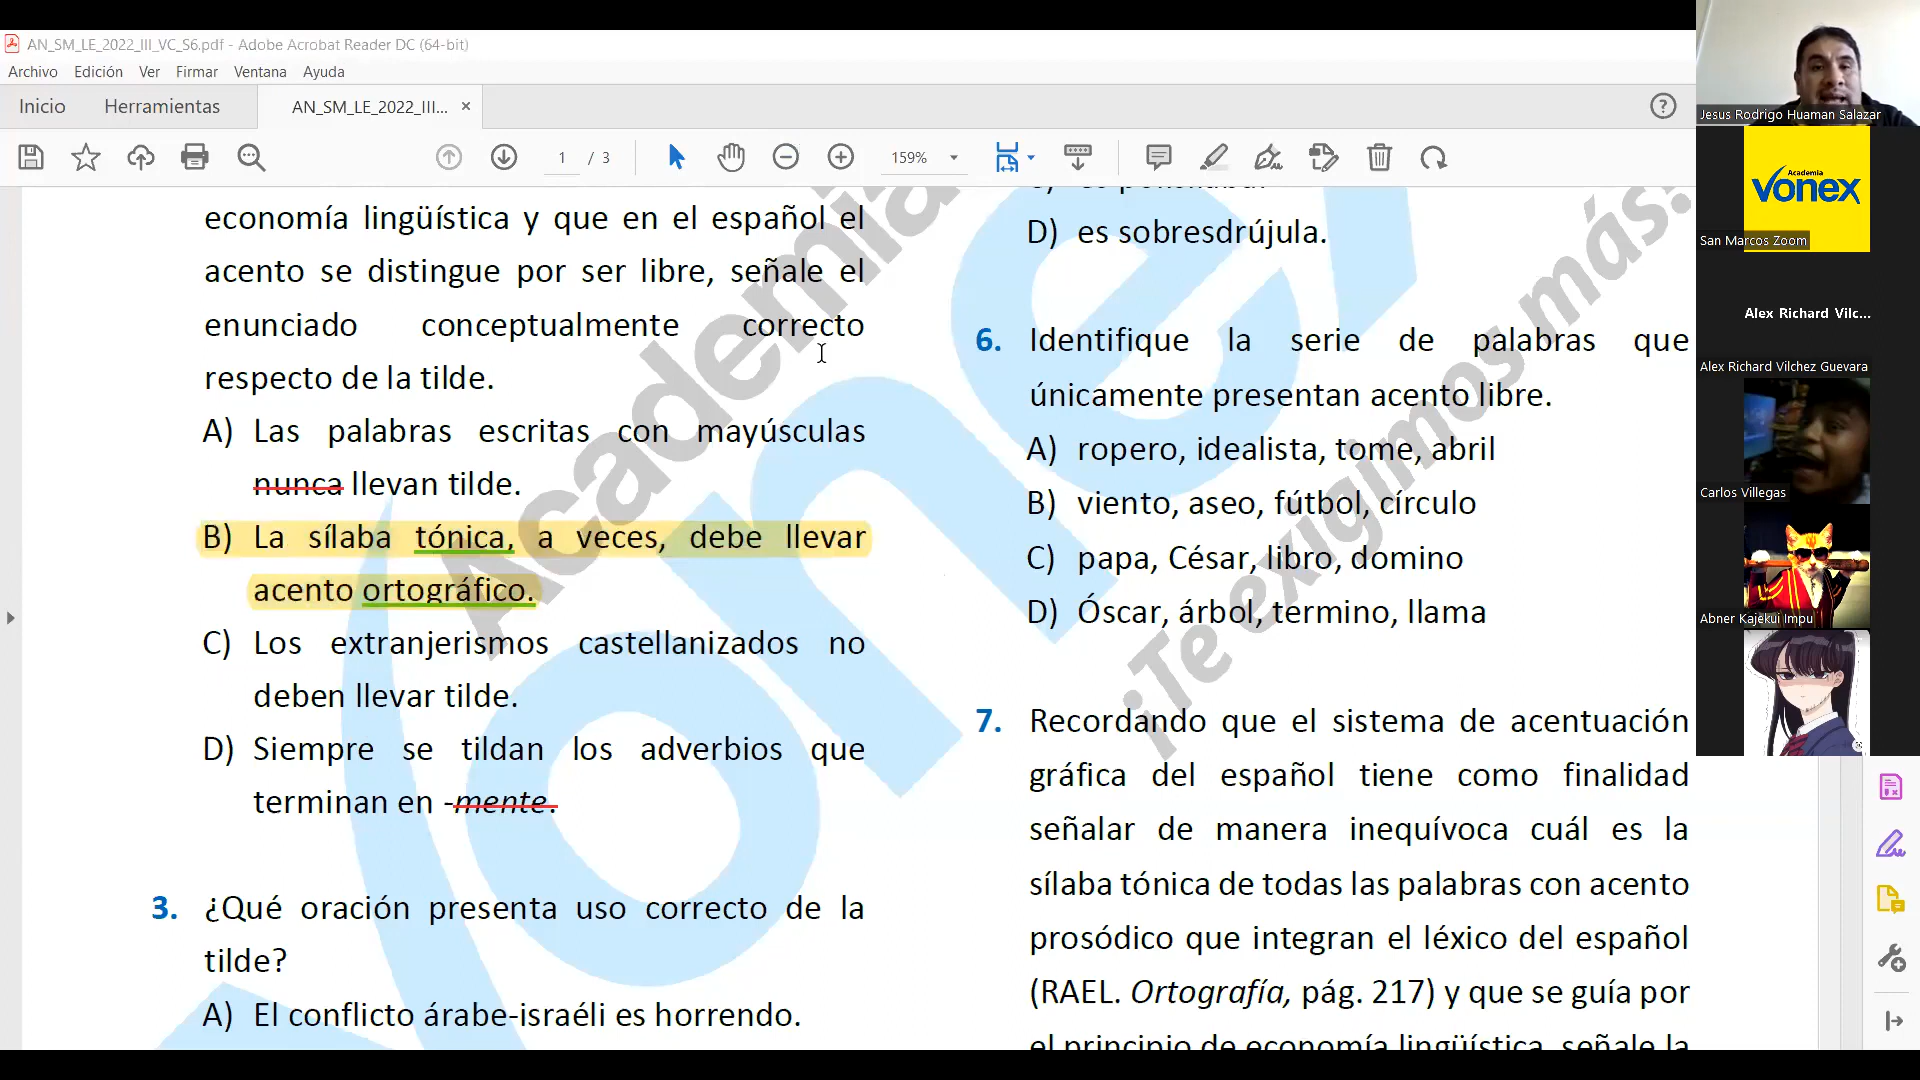 AN_SM_LE_2022_III_VC_S6.pdf - Adobe Acrobat Reader DC (64-bit)
Archivo Edición Ver Firmar Ventana Ayuda
Inicio Herramientas AN_SM_LE_2022_III... ×
1 / 3 159%
economía lingüística y que en el español el
acento se distingue por ser libre, señale el
enunciado conceptualmente correcto
respecto de la tilde.
A) Las palabras escritas con mayúsculas
nunca llevan tilde.
B) La sílaba tónica, a veces, debe llevar
acento ortográfico.
C) Los extranjerismos castellanizados no
deben llevar tilde.
D) Siempre se tildan los adverbios que
terminan en -mente.
3. ¿Qué oración presenta uso correcto de la
tilde?
A) El conflicto árabe-israéli es horrendo.
D) es sobresdrújula.
6. Identifique la serie de palabras que
únicamente presentan acento libre.
A) ropero, idealista, tome, abril
B) viento, aseo, fútbol, círculo
C) papa, César, libro, domino
D) Óscar, árbol, termino, llama
7. Recordando que el sistema de acentuación
gráfica del español tiene como finalidad
señalar de manera inequívoca cuál es la
sílaba tónica de todas las palabras con acento
prosódico que integran el léxico del español
(RAEL. Ortografía, pág. 217) y que se guía por
el principio de economía lingüística, señale la
Academia
¡Te exigimos más!
Jesus Rodrigo Huaman Salazar
Academia
vonex
San Marcos Zoom
Alex Richard Vilc...
Alex Richard Vilchez Guevara
Carlos Villegas
Abner Kajekui Impu